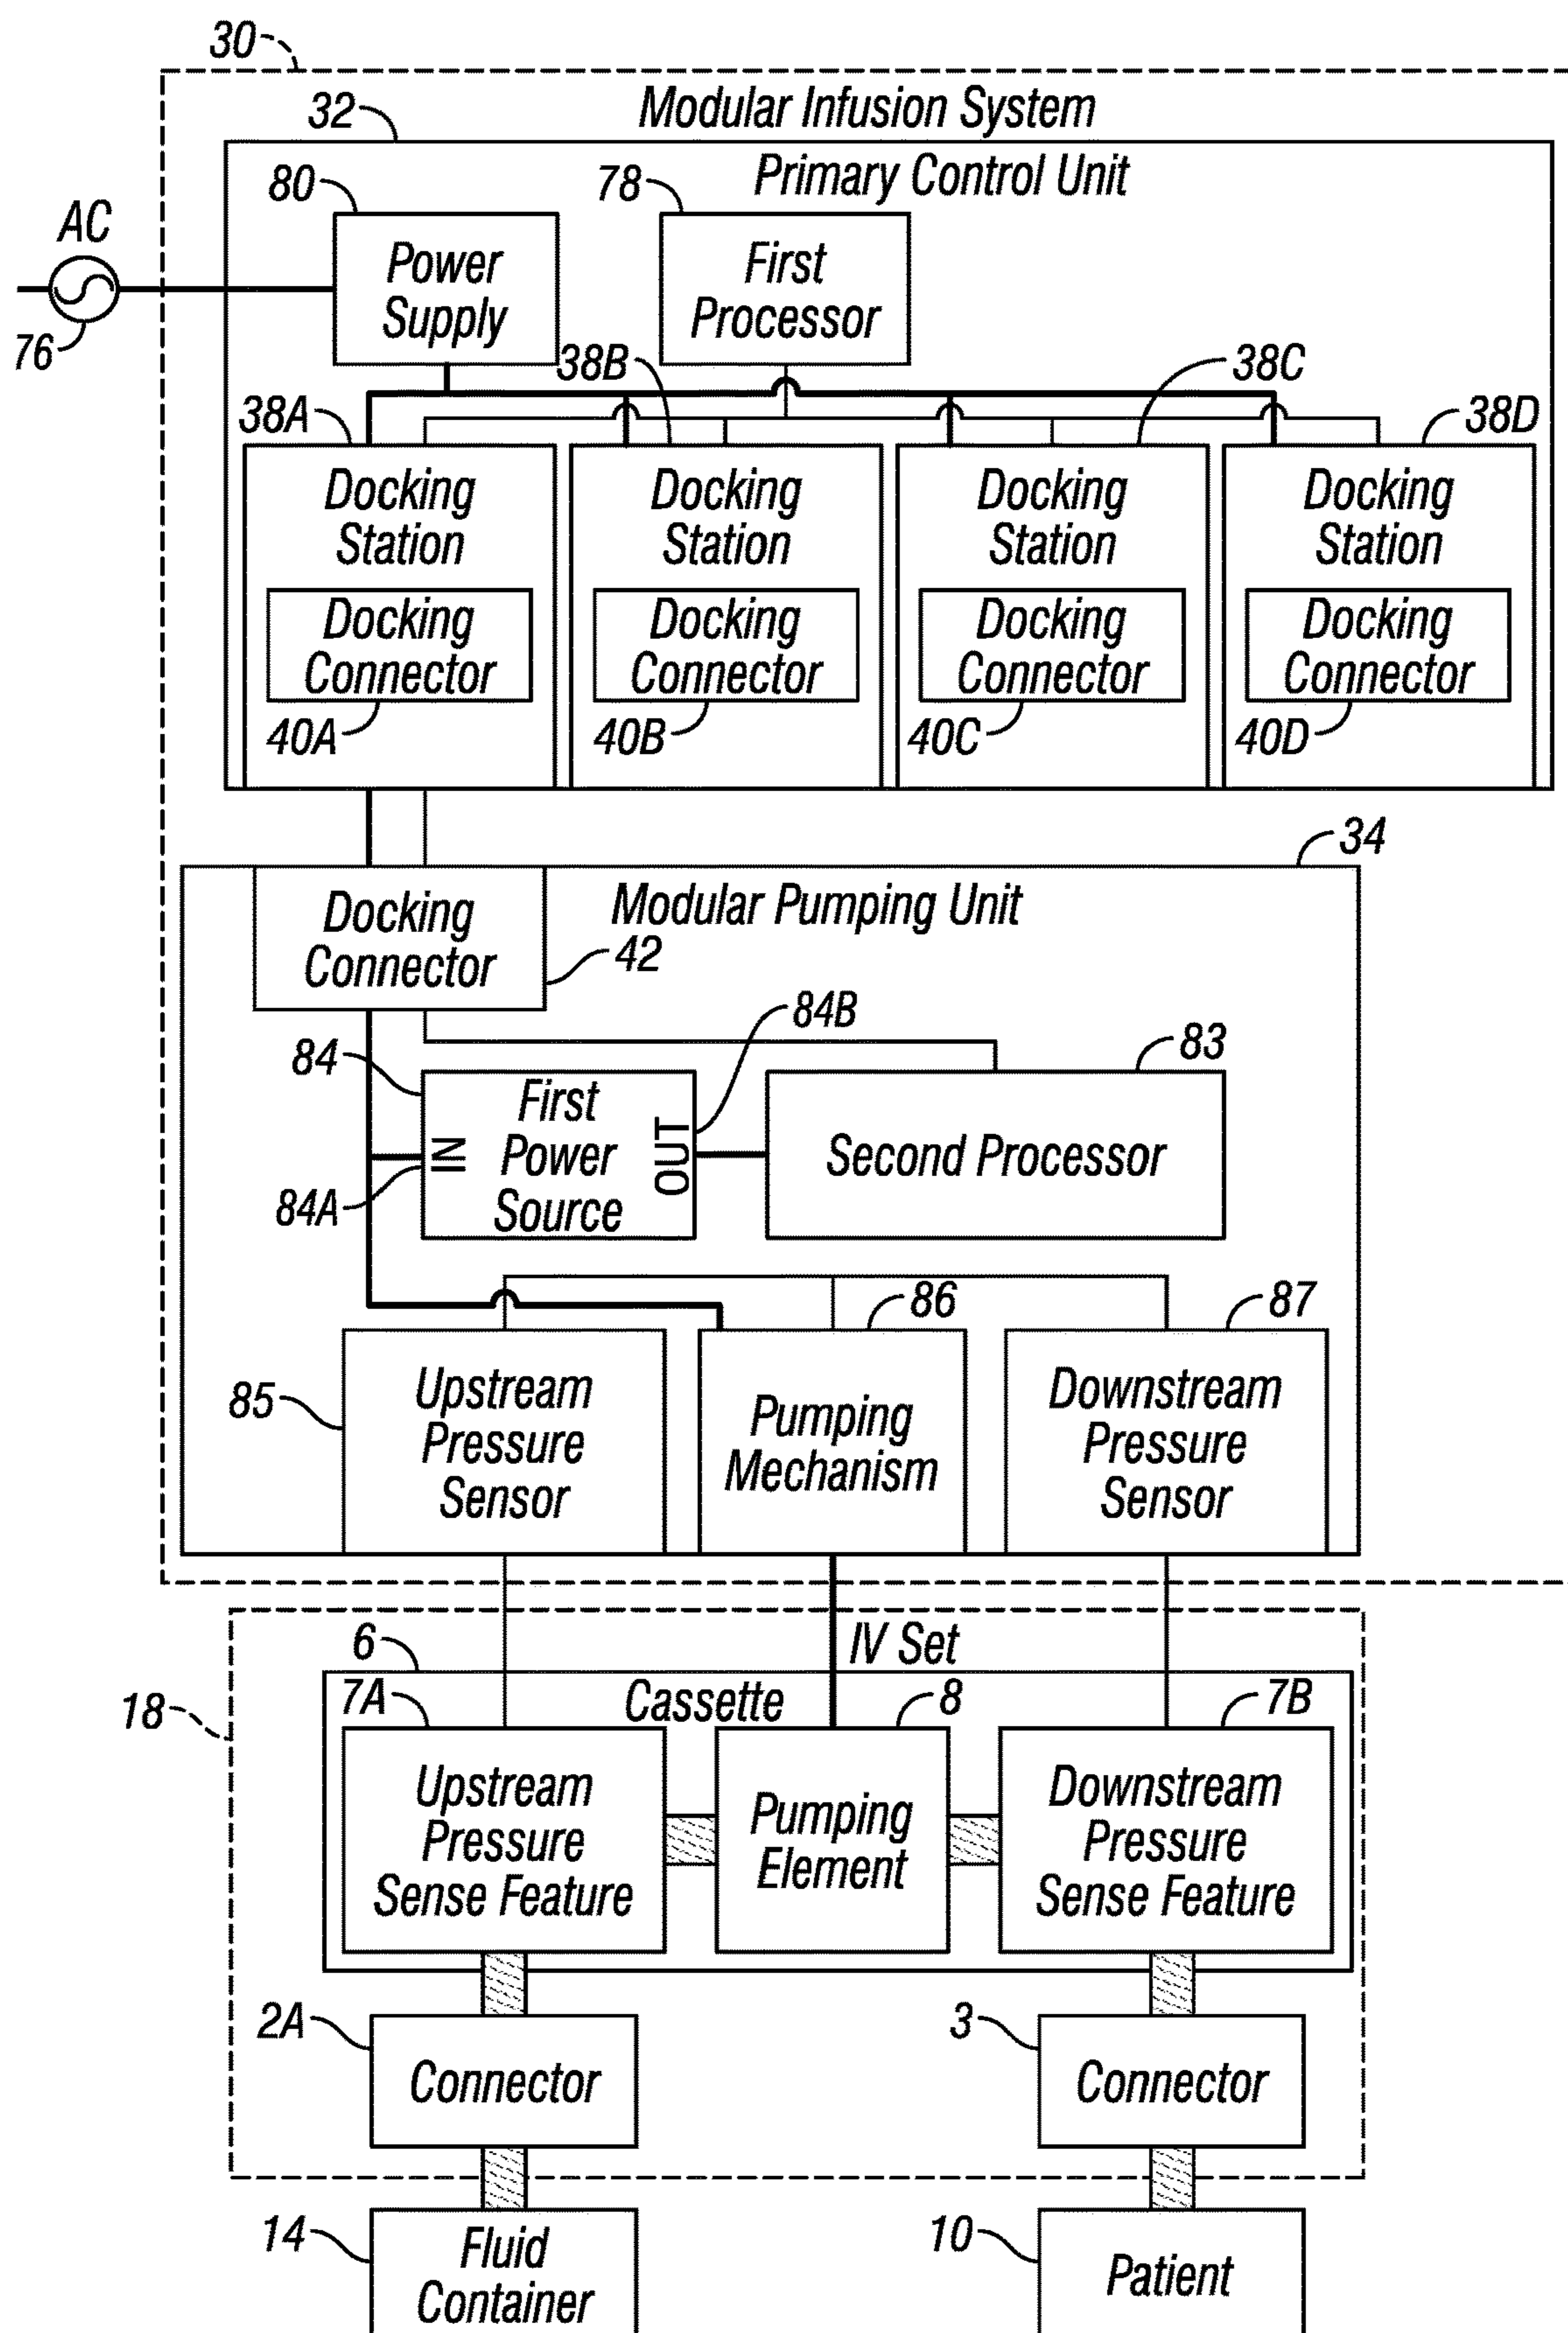 30
Modular Infusion System
32
Primary Control Unit
80
78
AC
Power
Supply
First
Processor
76
38B
38C
38A
38D
Docking
Station
Docking
Station
Docking
Station
Docking
Station
Docking
Connector
Docking
Connector
Docking
Connector
Docking
Connector
40A
40B
40C
40D
34
Docking
Connector
Modular Pumping Unit
42
84B
84
83
First
Power
Source
IN
OUT
Second Processor
84A
86
87
85
Upstream
Pressure
Sensor
Pumping
Mechanism
Downstream
Pressure
Sensor
6
IV Set
18
7A
Cassette
8
7B
Upstream
Pressure
Sense Feature
Pumping
Element
Downstream
Pressure
Sense Feature
2A
3
Connector
Connector
14
10
Fluid
Container
Patient